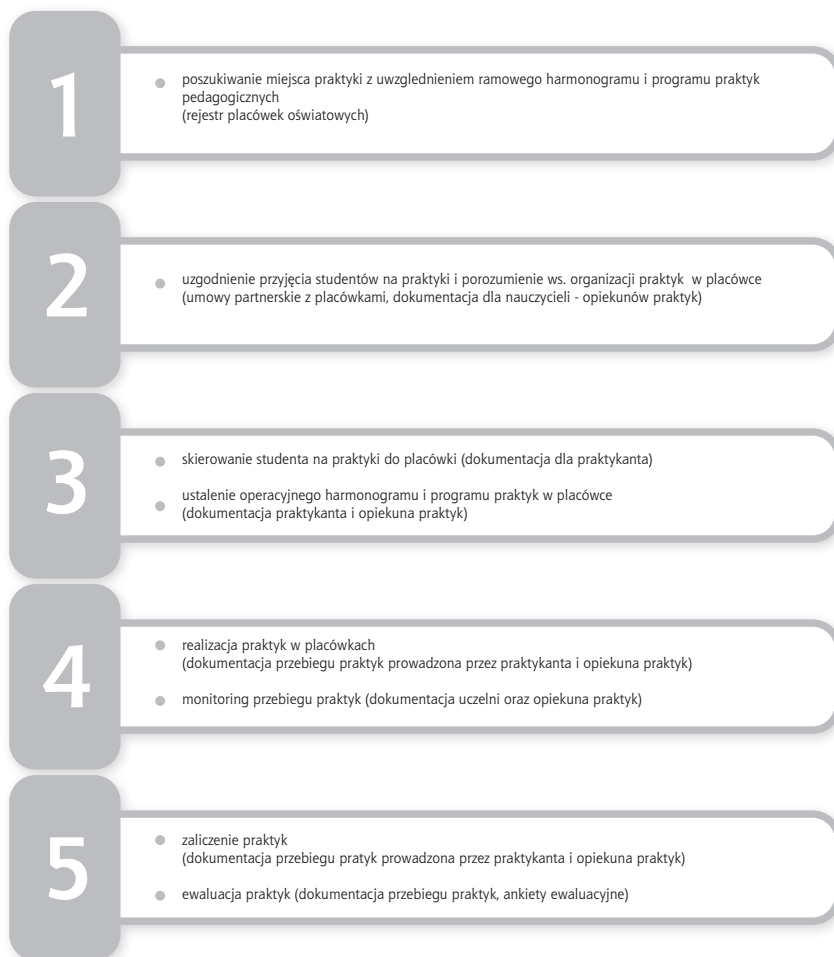 1
poszukiwanie miejsca praktyki z uwzglednieniem ramowego harmonogramu i programu praktyk
pedagogicznych
(rejestr placówek oświatowych)
2
uzgodnienie przyjęcia studentów na praktyki i porozumienie ws. organizacji praktyk w placówce
(umowy partnerskie z placówkami, dokumentacja dla nauczycieli - opiekunów praktyk)
3
skierowanie studenta na praktyki do placówki (dokumentacja dla praktykanta)
ustalenie operacyjnego harmonogramu i programu praktyk w placówce
(dokumentacja praktykanta i opiekuna praktyk)
4
realizacja praktyk w placówkach
(dokumentacja przebiegu praktyk prowadzona przez praktykanta i opiekuna praktyk)
monitoring przebiegu praktyk (dokumentacja uczelni oraz opiekuna praktyk)
5
zaliczenie praktyk
(dokumentacja przebiegu pratyk prowadzona przez praktykanta i opiekuna praktyk)
ewaluacja praktyk (dokumentacja przebiegu praktyk, ankiety ewaluacyjne)